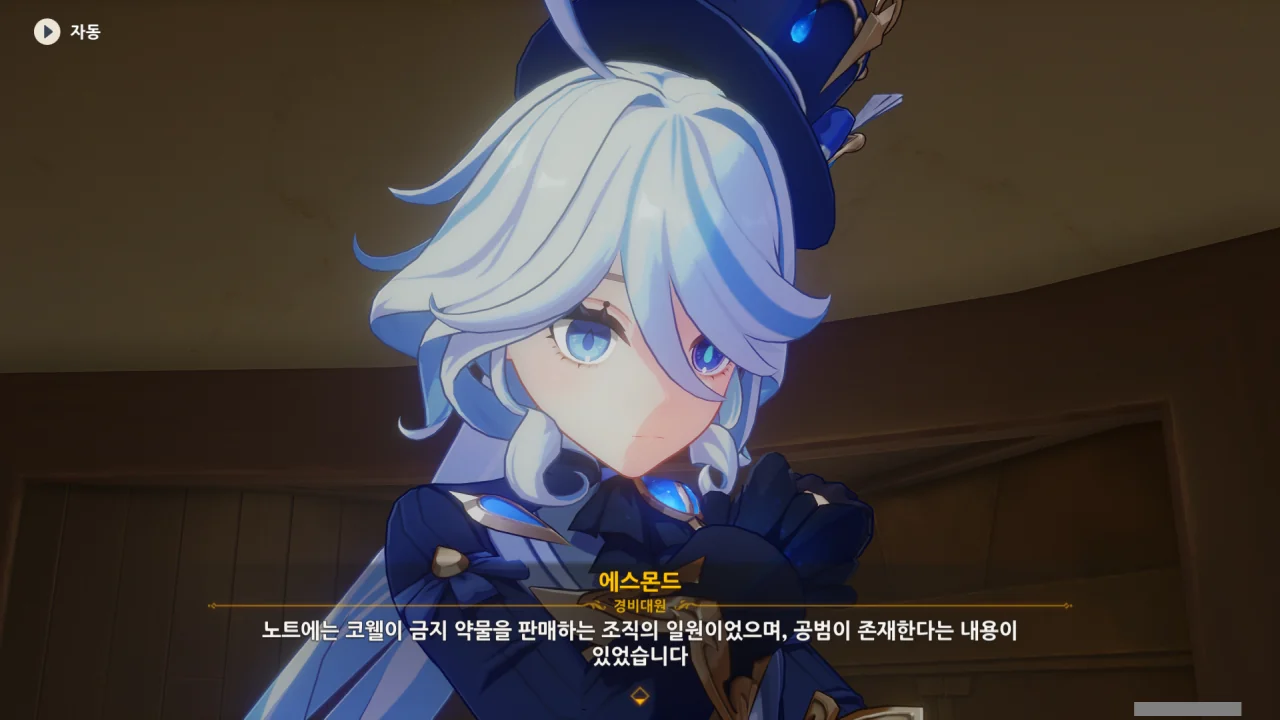 자동
에스몬드
경비대원
노트에는 코웰이 금지 약물을 판매하는 조직의 일원이었으며, 공범이 존재한다는 내용이
있었습니다